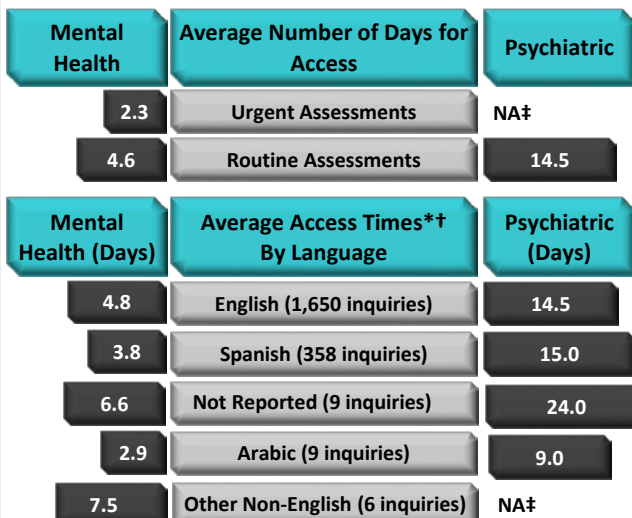 Mental
Health
Average Number of Days for
Access
Psychiatric
2.3
Urgent Assessments
NA‡
4.6
Routine Assessments
14.5
Mental
Health (Days)
Average Access Times*†
By Language
Psychiatric
(Days)
4.8
English (1,650 inquiries)
14.5
3.8
Spanish (358 inquiries)
15.0
6.6
Not Reported (9 inquiries)
24.0
2.9
Arabic (9 inquiries)
9.0
7.5
Other Non-English (6 inquiries)
NA‡